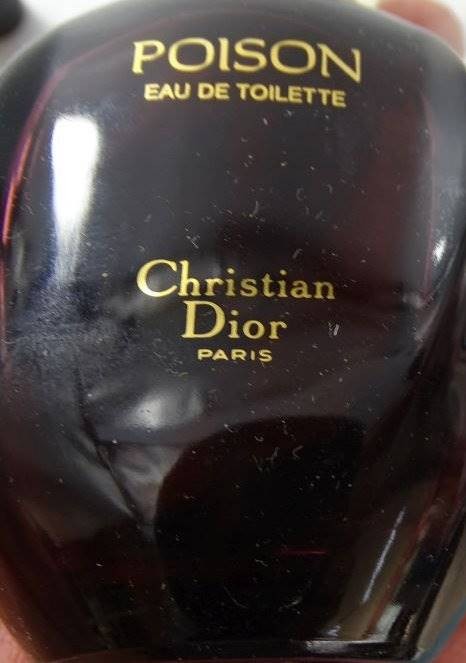 POISON
EAU DE TOILETTE
Christian
Dior
PARIS